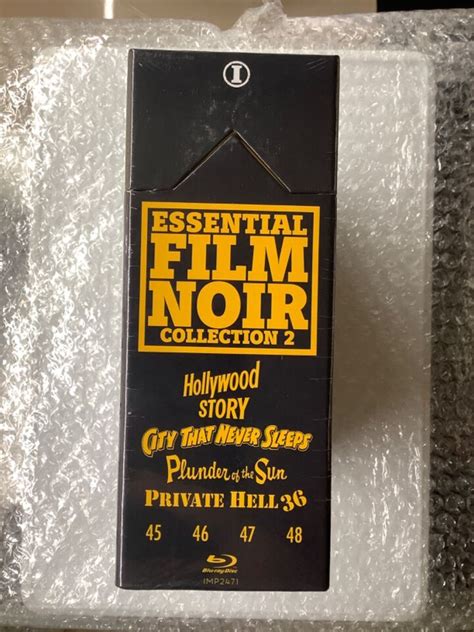 I
ESSENTIAL
FILM
NOIR
COLLECTION 2
Hollywood
STORY
CITY THAT NEVER SLEEPS
Plunder of the Sun
PRIVATE HELL 36
45 46 47 48
Blu-ray Disc
IMP2471